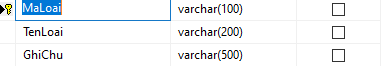 MaLoai varchar(100)
TenLoai varchar(200)
GhiChu varchar(500)